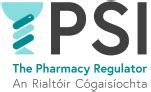 PSI
The Pharmacy Regulator
An Rialtóir Cógaisíochta